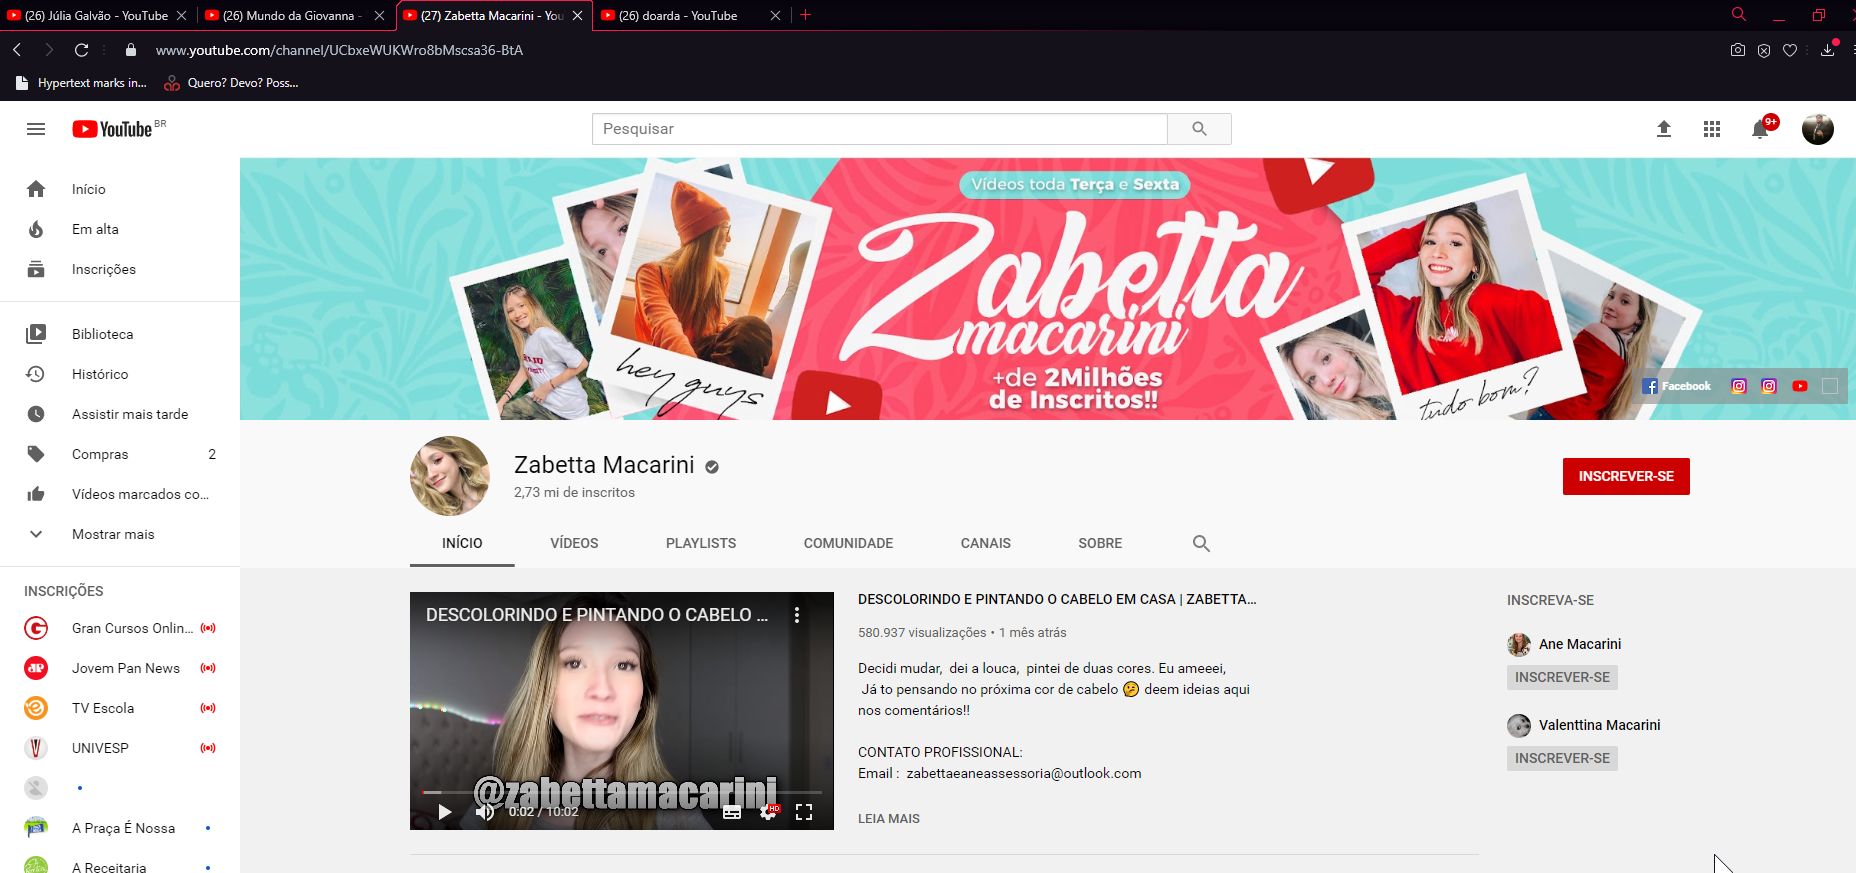 (26) Júlia Galvão - YouTube
(26) Mundo da Giovanna -
(27) Zabetta Macarini - You
(26) doarda - YouTube
www.youtube.com/channel/UCbxeWUKWro8bMscsa36-BtA
Hypertext marks in...
Quero? Devo? Poss...
YouTube BR
Pesquisar
9+
Início
Em alta
Inscrições
Biblioteca
Histórico
Assistir mais tarde
Compras 2
Vídeos marcados co...
Mostrar mais
INSCRIÇÕES
Gran Cursos Onlin...
Jovem Pan News
TV Escola
UNIVESP
A Praça É Nossa
A Receitaria
Vídeos toda Terça e Sexta
Zabetta
macarini
+de 2Milhões
de Inscritos!!
hey guys
tudo bom?
Facebook
Zabetta Macarini
2,73 mi de inscritos
INSCREVER-SE
INÍCIO
VÍDEOS
PLAYLISTS
COMUNIDADE
CANAIS
SOBRE
DESCOLORINDO E PINTANDO O CABELO ...
@zabettamacarini
0:02 / 10:02
HD
DESCOLORINDO E PINTANDO O CABELO EM CASA | ZABETTA...
580.937 visualizações • 1 mês atrás
Decidi mudar, dei a louca, pintei de duas cores. Eu ameeei,
Já to pensando no próxima cor de cabelo 🤔 deem ideias aqui
nos comentários!!
CONTATO PROFISSIONAL:
Email : zabettaeaneassessoria@outlook.com
LEIA MAIS
INSCREVA-SE
Ane Macarini
INSCREVER-SE
Valenttina Macarini
INSCREVER-SE